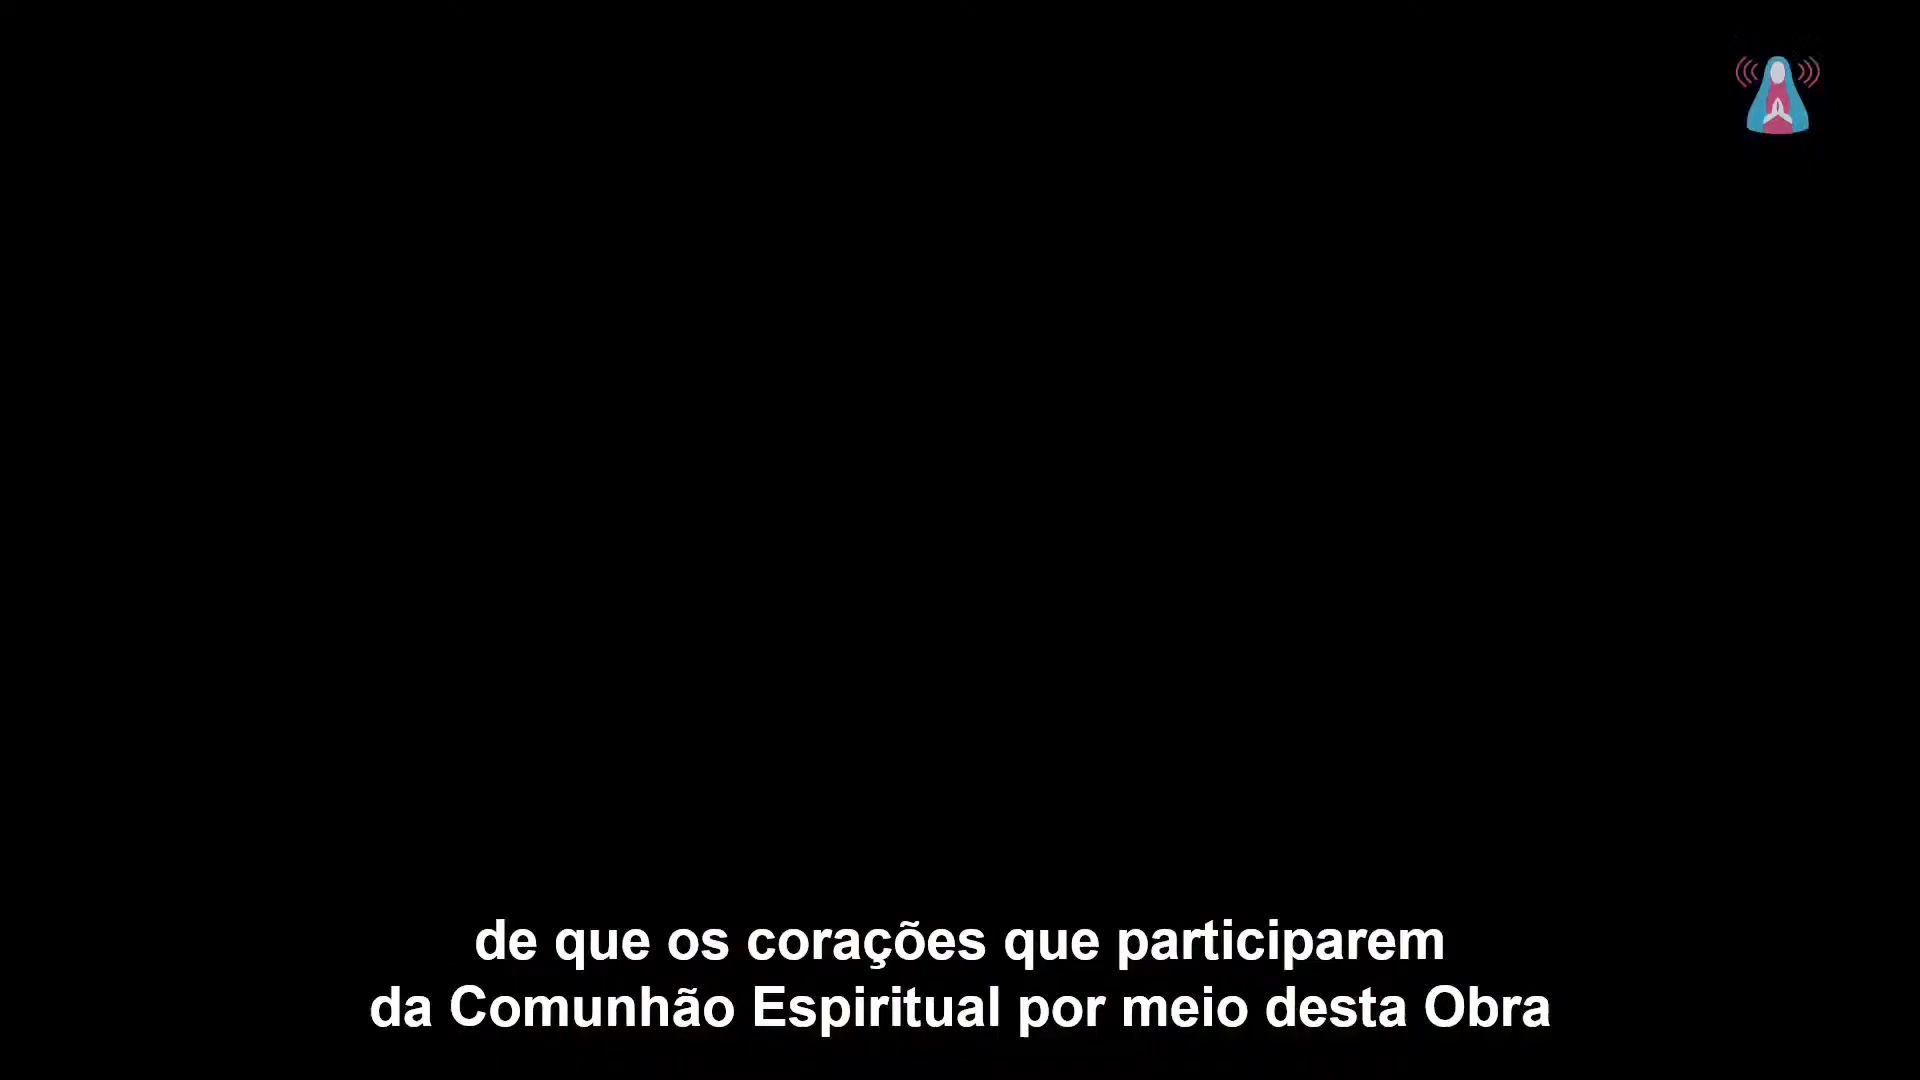 de que os corações que participarem
da Comunhão Espiritual por meio desta Obra